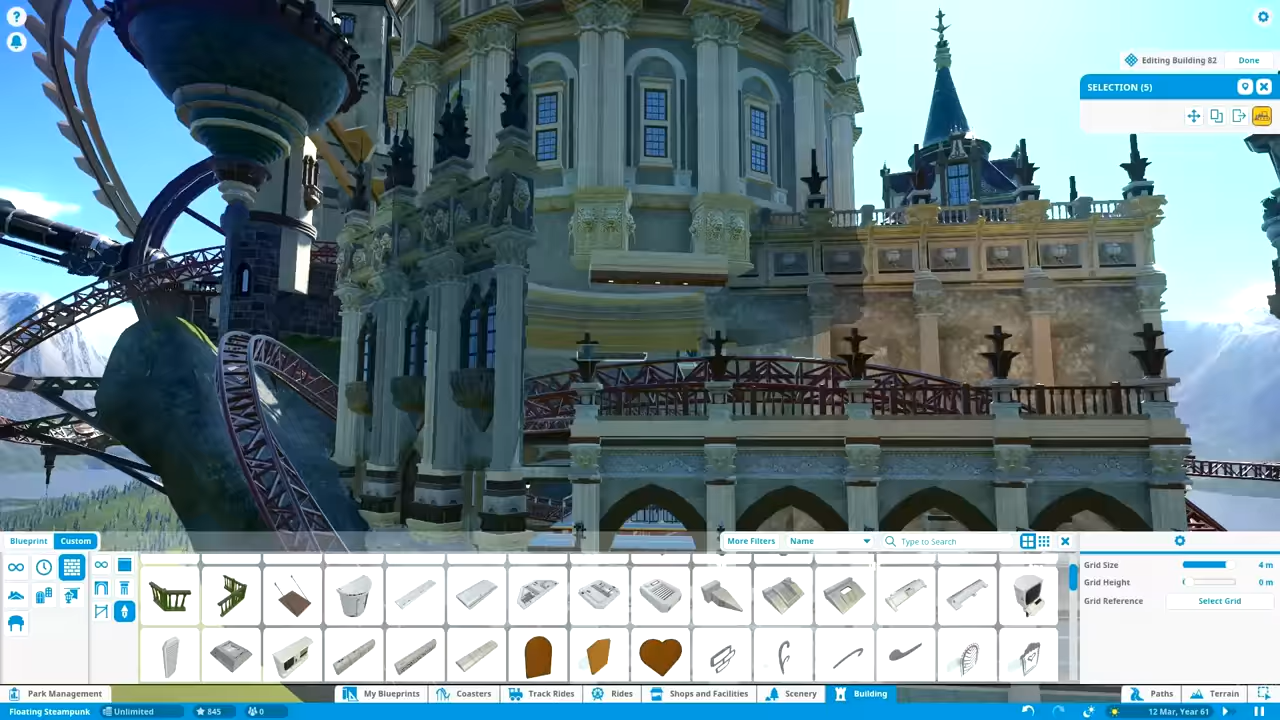 ?
Editing Building 82 Done
SELECTION (5)
Blueprint Custom
More Filters Name Type to Search
Grid Size 4 m
Grid Height 0 m
Grid Reference Select Grid
Park Management My Blueprints Coasters Track Rides Rides Shops and Facilities Scenery Building Paths Terrain
Floating Steampunk Unlimited 845 0 12 Mar, Year 61